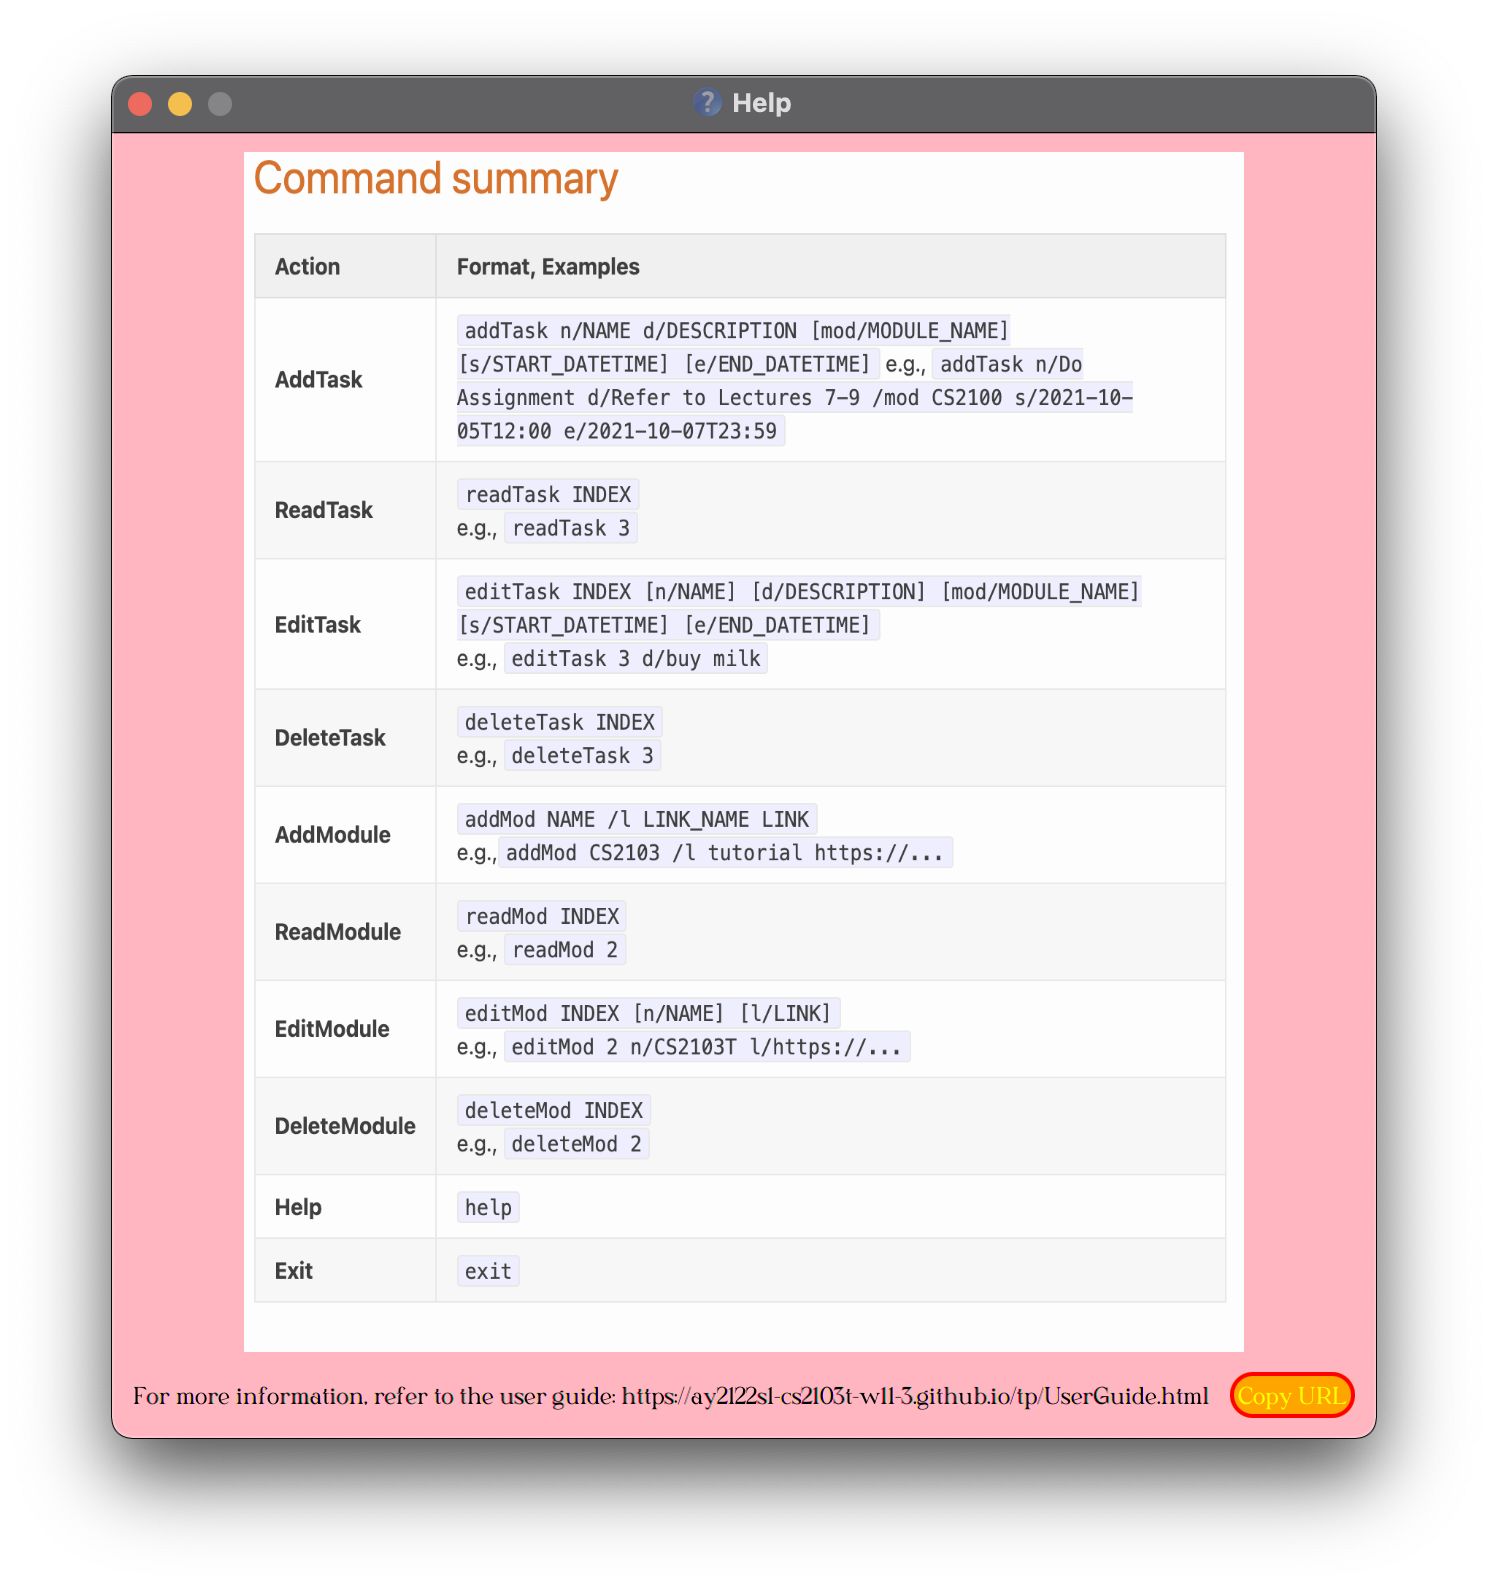 Help
Command summary
Action
Format, Examples
AddTask
addTask n/NAME d/DESCRIPTION [mod/MODULE_NAME]
[s/START_DATETIME] [e/END_DATETIME] e.g., addTask n/Do
Assignment d/Refer to Lectures 7-9 /mod CS2100 s/2021-10-
05T12:00 e/2021-10-07T23:59
ReadTask
readTask INDEX
e.g., readTask 3
EditTask
editTask INDEX [n/NAME] [d/DESCRIPTION] [mod/MODULE_NAME]
[s/START_DATETIME] [e/END_DATETIME]
e.g., editTask 3 d/buy milk
DeleteTask
deleteTask INDEX
e.g., deleteTask 3
AddModule
addMod NAME /l LINK_NAME LINK
e.g., addMod CS2103 /l tutorial https://...
ReadModule
readMod INDEX
e.g., readMod 2
EditModule
editMod INDEX [n/NAME] [l/LINK]
e.g., editMod 2 n/CS2103T l/https://...
DeleteModule
deleteMod INDEX
e.g., deleteMod 2
Help
help
Exit
exit
For more information, refer to the user guide: https://ay2122s1-cs2103t-w11-3.github.io/tp/UserGuide.html
Copy URL